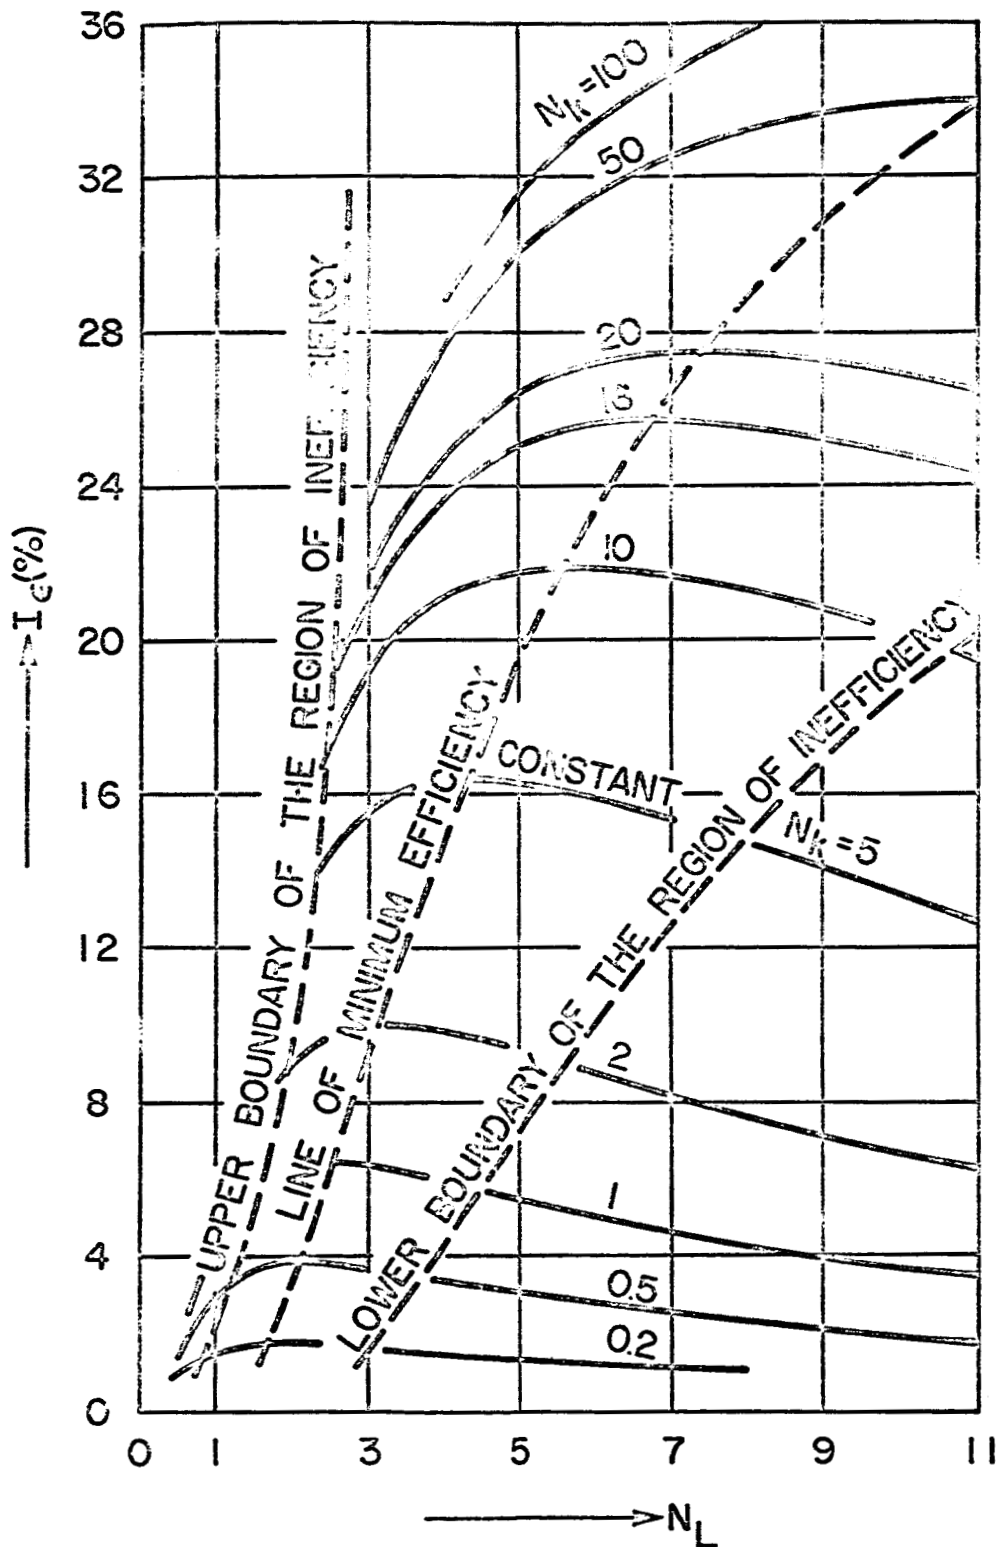 36
32
28
24
20
16
12
8
4
0
0 1 3 5 7 9 11
I_c(%)
N_L
N_K=100
50
20
16
10
CONSTANT
N_K=5
2
1
0.5
0.2
UPPER BOUNDARY OF THE REGION OF
LINE OF MINIMUM EFFICIENCY
LOWER BOUNDARY OF THE REGION OF INEFFICIENCY